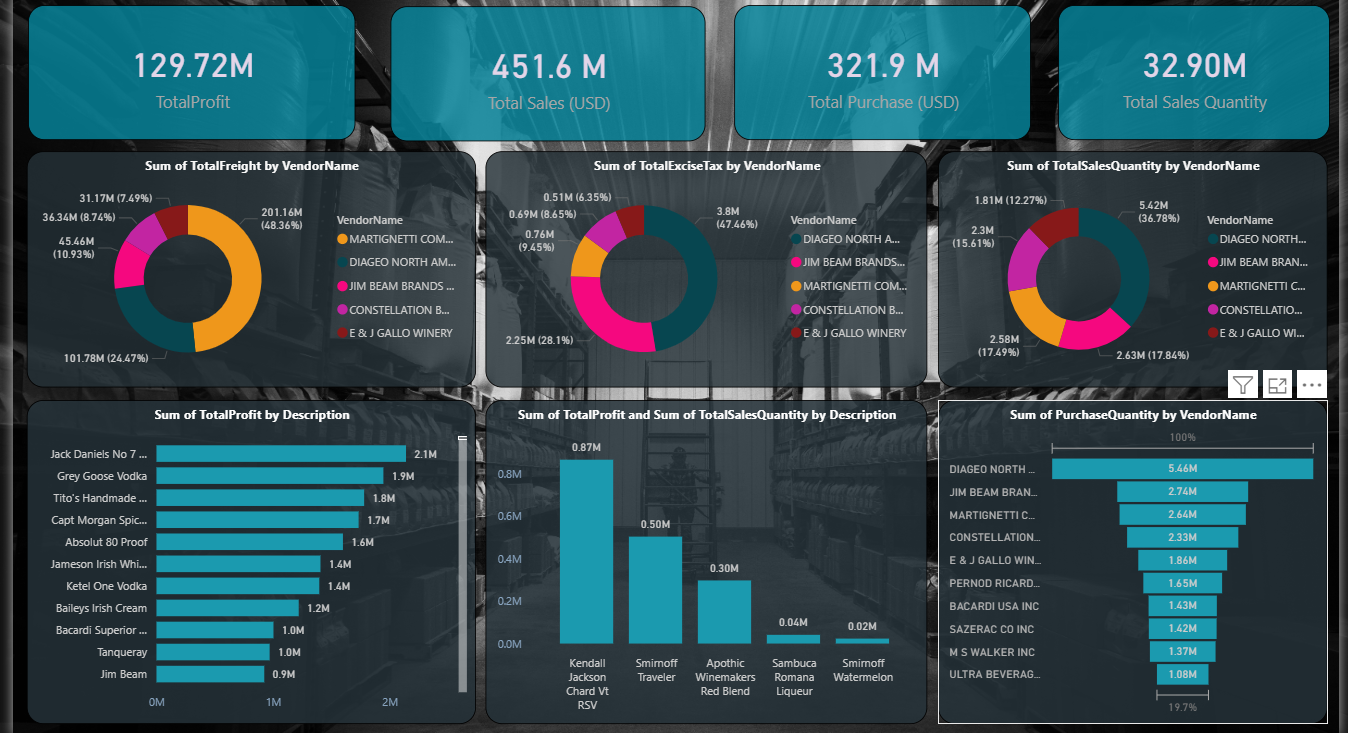 129.72M
TotalProfit
451.6 M
Total Sales (USD)
321.9 M
Total Purchase (USD)
32.90M
Total Sales Quantity
Sum of TotalFreight by VendorName
31.17M (7.49%)
36.34M (8.74%)
45.46M
(10.93%)
101.78M (24.47%)
201.16M
(48.36%)
VendorName
MARTIGNETTI COM...
DIAGEO NORTH AM...
JIM BEAM BRANDS ...
CONSTELLATION B...
E & J GALLO WINERY
Sum of TotalExciseTax by VendorName
0.51M (6.35%)
0.69M (8.65%)
0.76M
(9.45%)
2.25M (28.1%)
3.8M
(47.46%)
VendorName
DIAGEO NORTH A...
JIM BEAM BRANDS...
MARTIGNETTI COM...
CONSTELLATION B...
E & J GALLO WINERY
Sum of TotalSalesQuantity by VendorName
1.81M (12.27%)
2.3M
(15.61%)
2.58M
(17.49%)
2.63M (17.84%)
5.42M
(36.78%)
VendorName
DIAGEO NORTH...
JIM BEAM BRAN...
MARTIGNETTI C...
CONSTELLATIO...
E & J GALLO WI...
Sum of TotalProfit by Description
Jack Daniels No 7 ...
2.1M
Grey Goose Vodka
1.9M
Tito's Handmade ...
1.8M
Capt Morgan Spic...
1.7M
Absolut 80 Proof
1.6M
Jameson Irish Whi...
1.4M
Ketel One Vodka
1.4M
Baileys Irish Cream
1.2M
Bacardi Superior ...
1.0M
Tanqueray
1.0M
Jim Beam
0.9M
0M
1M
2M
Sum of TotalProfit and Sum of TotalSalesQuantity by Description
0.8M
0.6M
0.4M
0.2M
0.0M
0.87M
0.50M
0.30M
0.04M
0.02M
Kendall
Jackson
Chard Vt
RSV
Smirnoff
Traveler
Apothic
Winemakers
Red Blend
Sambuca
Romana
Liqueur
Smirnoff
Watermelon
Sum of PurchaseQuantity by VendorName
100%
DIAGEO NORTH ...
5.46M
JIM BEAM BRAN...
2.74M
MARTIGNETTI C...
2.64M
CONSTELLATION...
2.33M
E & J GALLO WIN...
1.86M
PERNOD RICARD...
1.65M
BACARDI USA INC
1.43M
SAZERAC CO INC
1.42M
M S WALKER INC
1.37M
ULTRA BEVERAG...
1.08M
19.7%